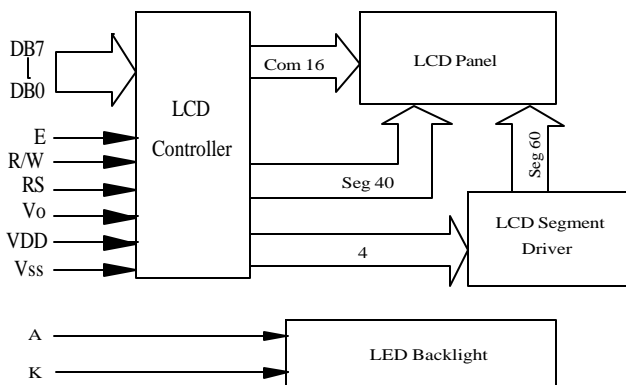 DB7
DB0
E
R/W
RS
Vo
VDD
Vss
LCD
Controller
Com 16
LCD Panel
Seg 40
Seg 60
4
LCD Segment
Driver
A
K
LED Backlight